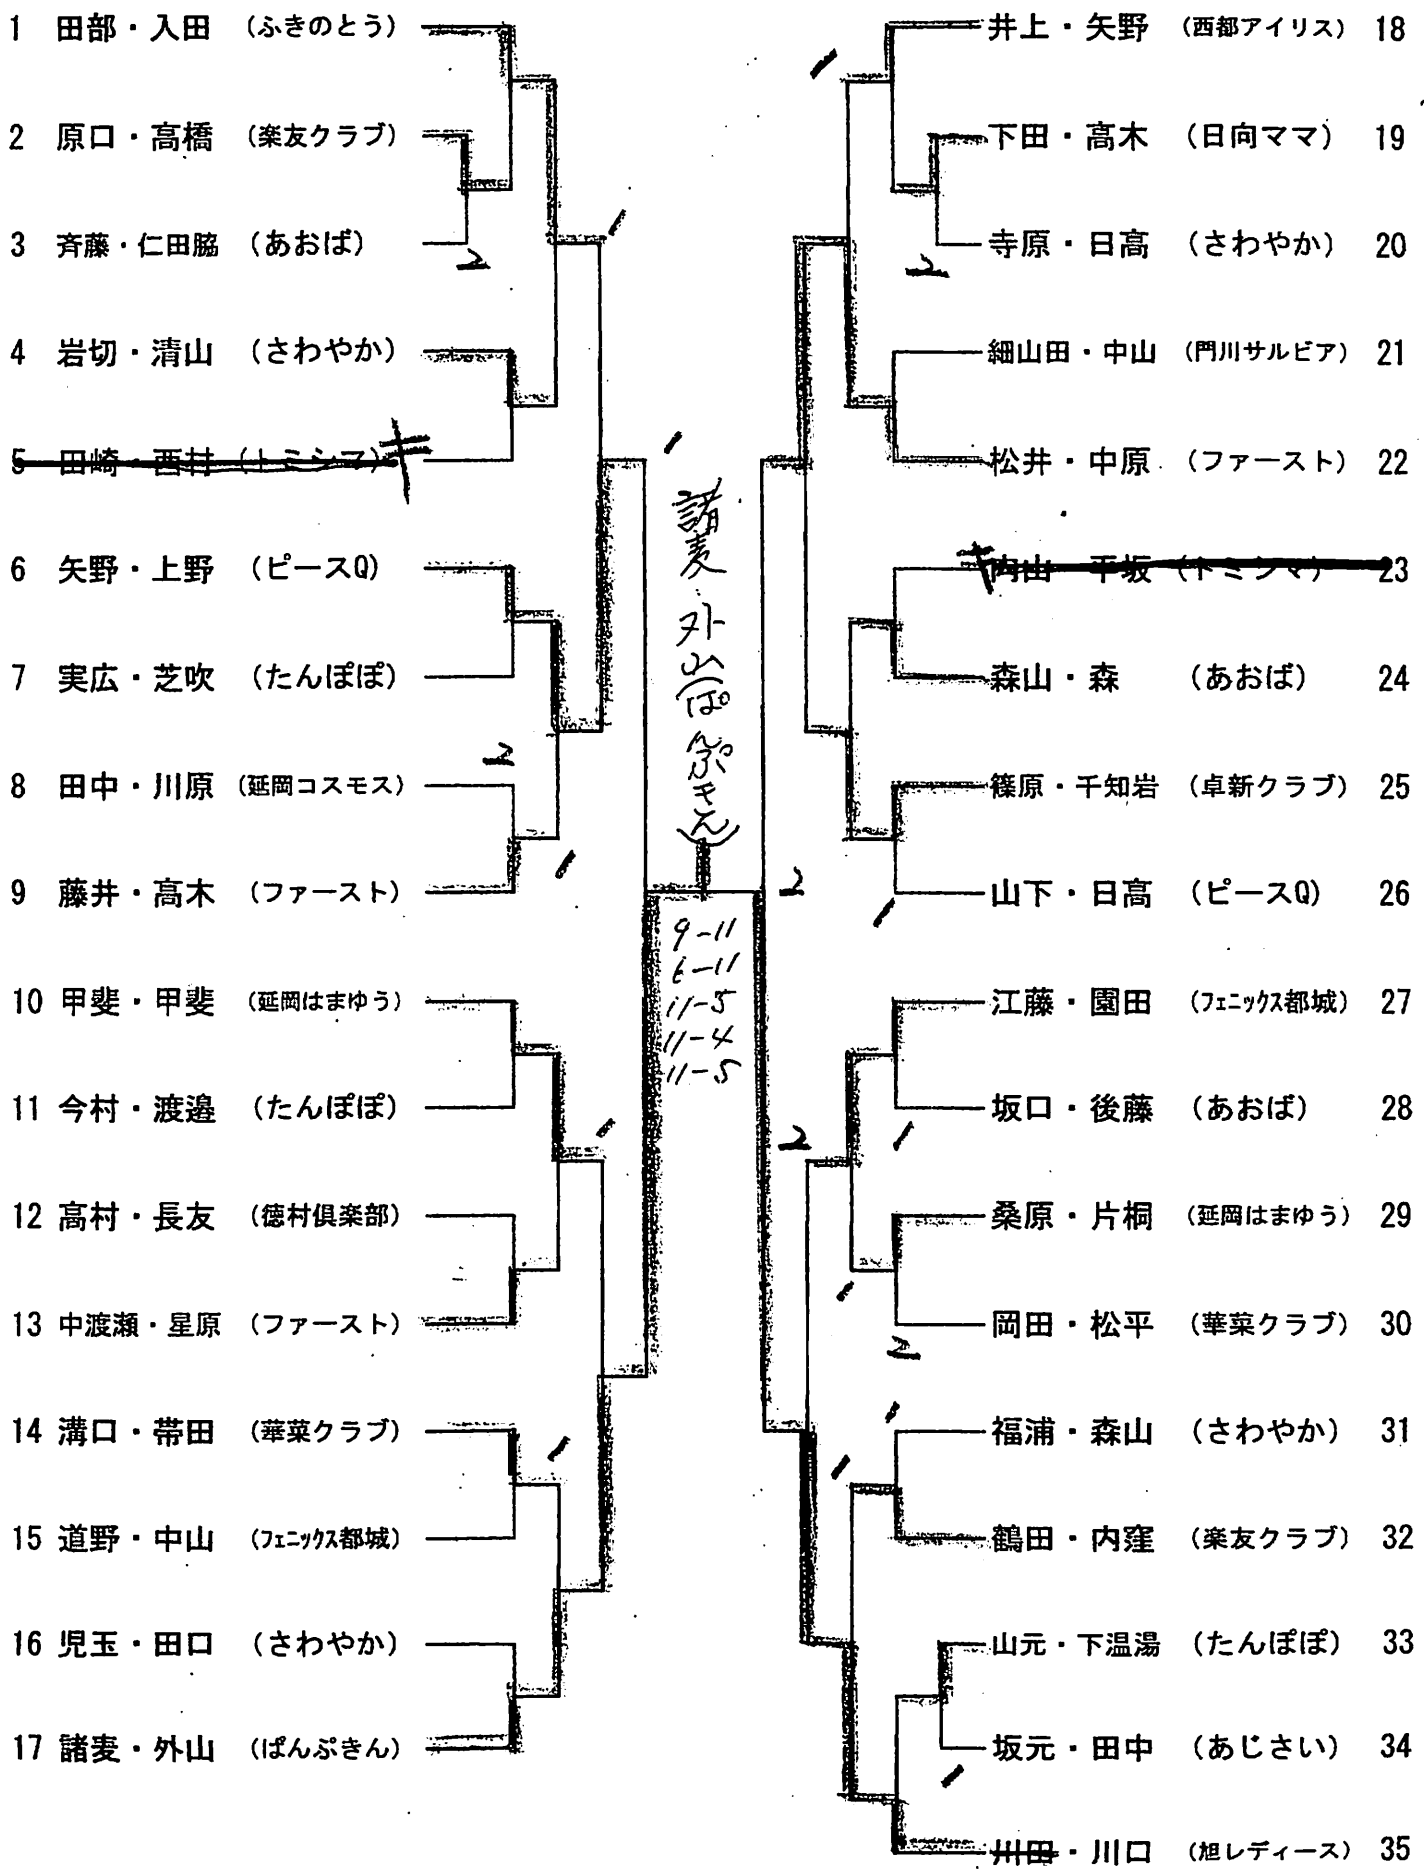 1 田部・入田 (ふきのとう)
2 原口・高橋 (楽友クラブ)
3 斉藤・仁田脇 (あおば)
2
4 岩切・清山 (さわやか)
5 田崎・西村 (トミシマ) キ
6 矢野・上野 (ピースQ)
7 実広・芝吹 (たんぽぽ)
2
8 田中・川原 (延岡コスモス)
9 藤井・高木 (ファースト)
10 甲斐・甲斐 (延岡はまゆう)
11 今村・渡邉 (たんぽぽ)
12 高村・長友 (徳村倶楽部)
13 中渡瀬・星原 (ファースト)
14 溝口・帯田 (華菜クラブ)
15 道野・中山 (フェニックス都城)
16 児玉・田口 (さわやか)
17 諸麦・外山 (ぱんぷきん)
諸麦・外山(ぱんぷきん)
9-11
6-11
11-5
11-4
11-5
2
2
井上・矢野 (西都アイリス) 18
下田・高木 (日向ママ) 19
寺原・日高 (さわやか) 20
2
細山田・中山 (門川サルビア) 21
松井・中原 (ファースト) 22
キ 内山・平坂 (トミシマ) 23
森山・森 (あおば) 24
篠原・千知岩 (卓新クラブ) 25
山下・日高 (ピースQ) 26
江藤・園田 (フェニックス都城) 27
坂口・後藤 (あおば) 28
桑原・片桐 (延岡はまゆう) 29
岡田・松平 (華菜クラブ) 30
2
福浦・森山 (さわやか) 31
鶴田・内窪 (楽友クラブ) 32
山元・下温湯 (たんぽぽ) 33
坂元・田中 (あじさい) 34
川田・川口 (旭レディース) 35